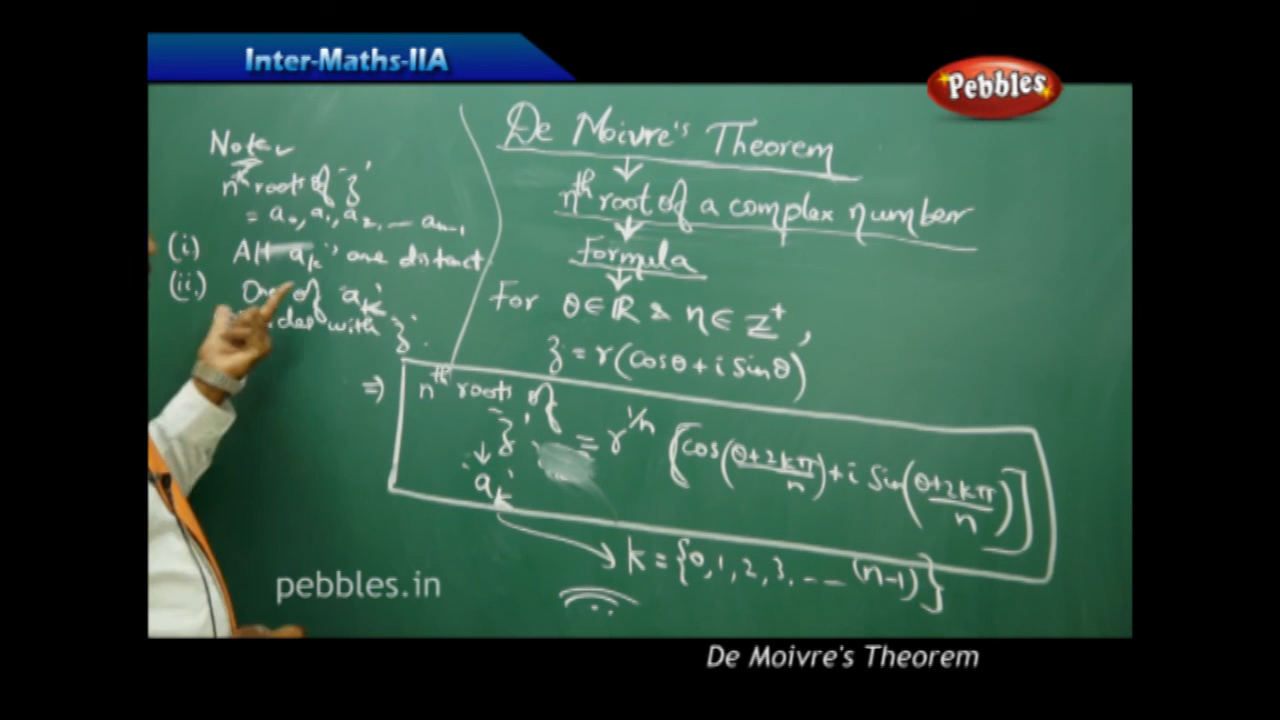 Inter-Maths-IIA
Pebbles
Note
nth roots of 'z'
= a0, a1, a2, --- an-1
(i) All 'ak' are distinct
(ii) One of 'ak'
with z.
De Moivre's Theorem
nth root of a complex number
Formula
For θ∈ℝ & n∈Z⁺,
z = r(cosθ + i sinθ)
⇒ nth roots of
'z' = r^1/n [cos(θ+2kπ/n) + i Sin(θ+2kπ/n)]
'ak'
k = {0, 1, 2, 3, --- (n-1)}
pebbles.in
De Moivre's Theorem